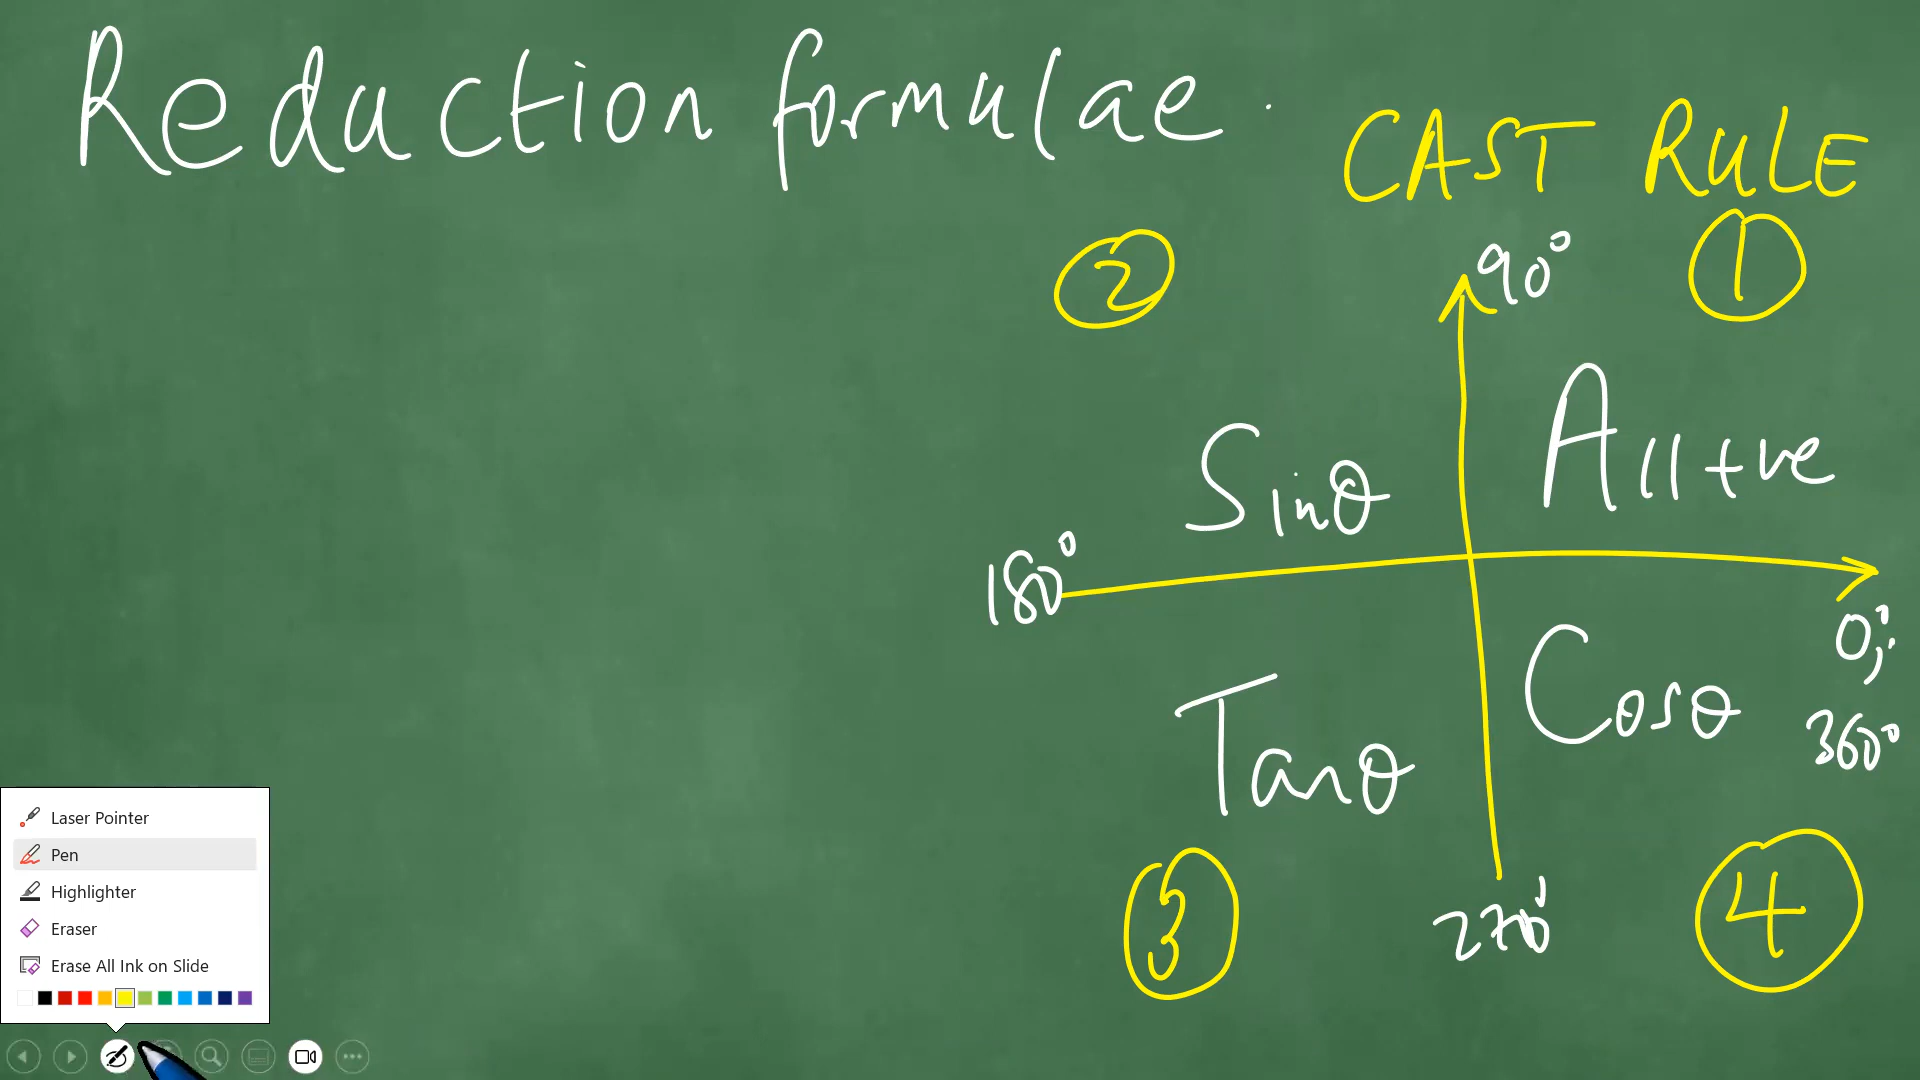 Reduction formulae.
CAST RULE
② ①
90°
All +ve
Sinθ
180°
0°;
360°
Tanθ
Cosθ
③ ④
270°
Laser Pointer
Pen
Highlighter
Eraser
Erase All Ink on Slide